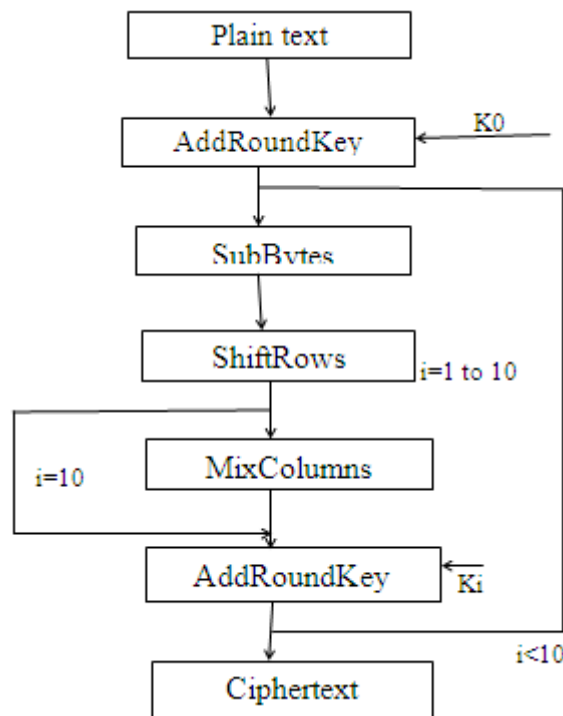 Plain text
K0
AddRoundKey
SubBytes
ShiftRows
i=1 to 10
MixColumns
i=10
AddRoundKey
Ki
i<10
Ciphertext